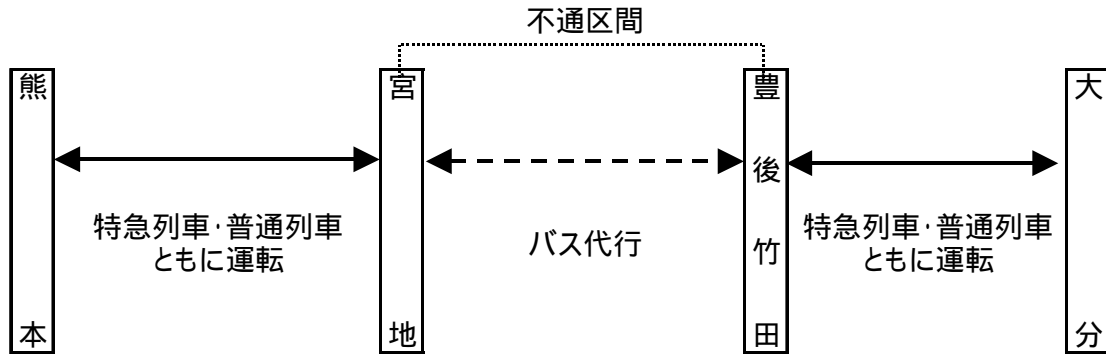 不通区間
熊本
宮地
豊後竹田
大分
特急列車・普通列車
ともに運転
バス代行
特急列車・普通列車
ともに運転